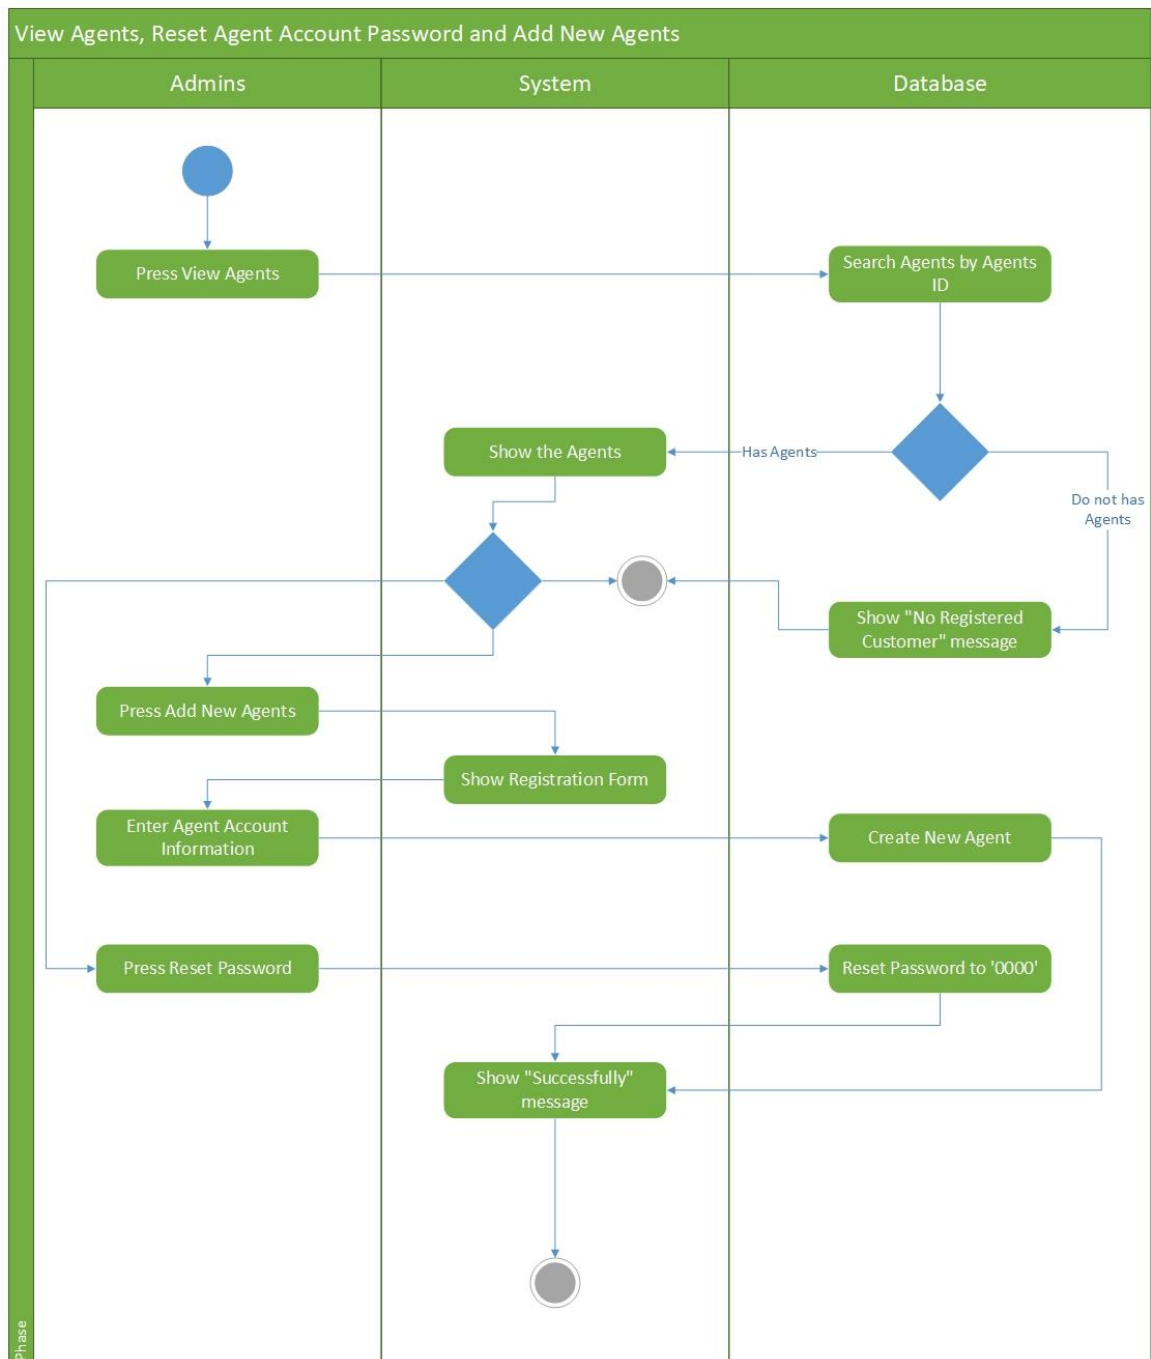 View Agents, Reset Agent Account Password and Add New Agents
Admins
System
Database
Press View Agents
Search Agents by Agents
ID
Show the Agents
Has Agents
Do not has
Agents
Show "No Registered
Customer" message
Press Add New Agents
Show Registration Form
Enter Agent Account
Information
Create New Agent
Press Reset Password
Reset Password to '0000'
Show "Successfully"
message
Phase